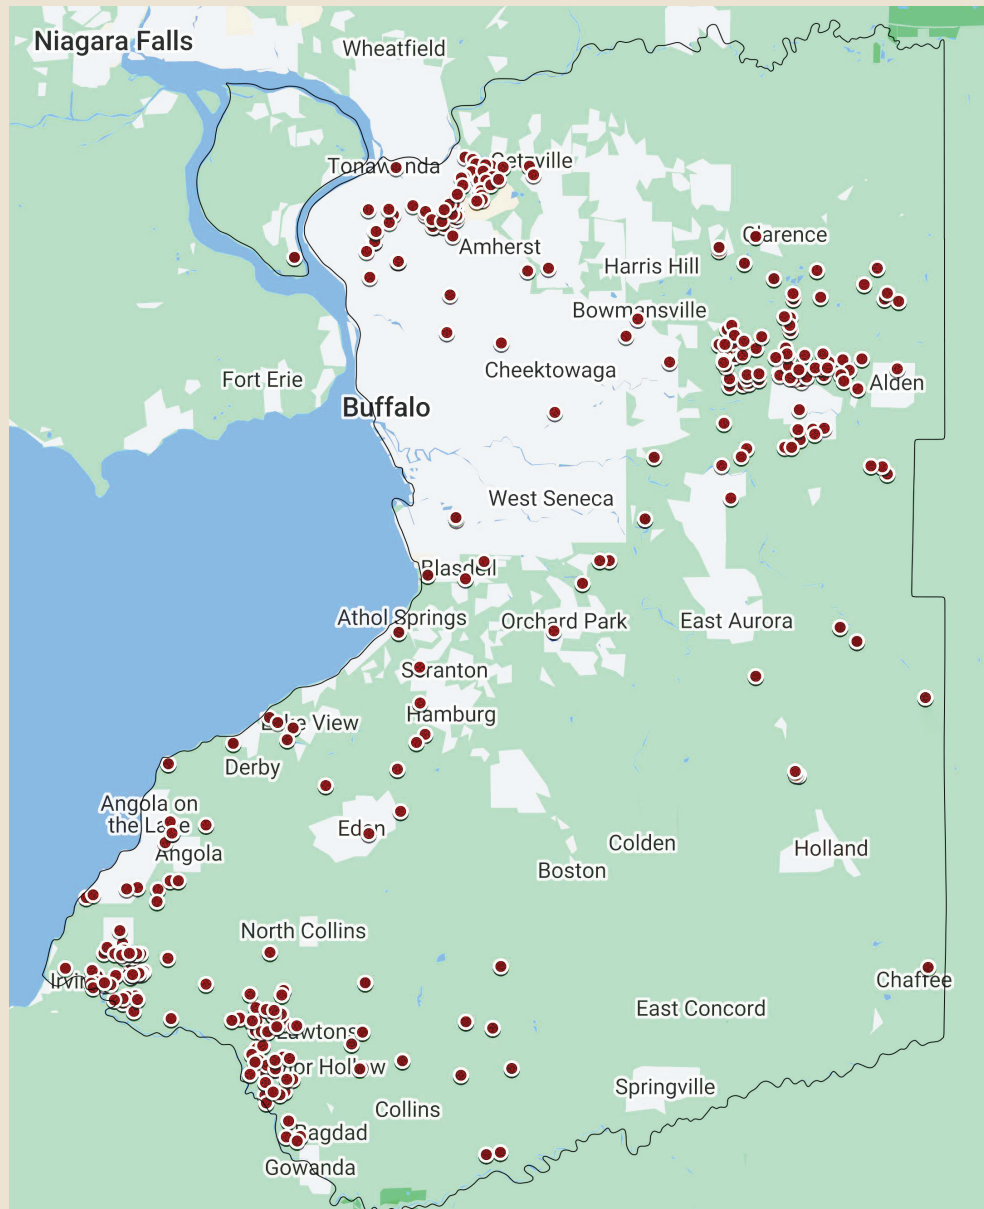 Niagara Falls
Wheatfield
Tonawanda
Getzville
Clarence
Amherst
Harris Hill
Bowmansville
Cheektowaga
Fort Erie
Alden
Buffalo
West Seneca
Blasdell
Athol Springs
Orchard Park
East Aurora
Scranton
Hamburg
Lake View
Derby
Angola on
the Lake
Eden
Angola
Colden
Holland
Boston
North Collins
Irving
Chaffee
East Concord
Lawtons
Taylor Hollow
Springville
Collins
Bagdad
Gowanda